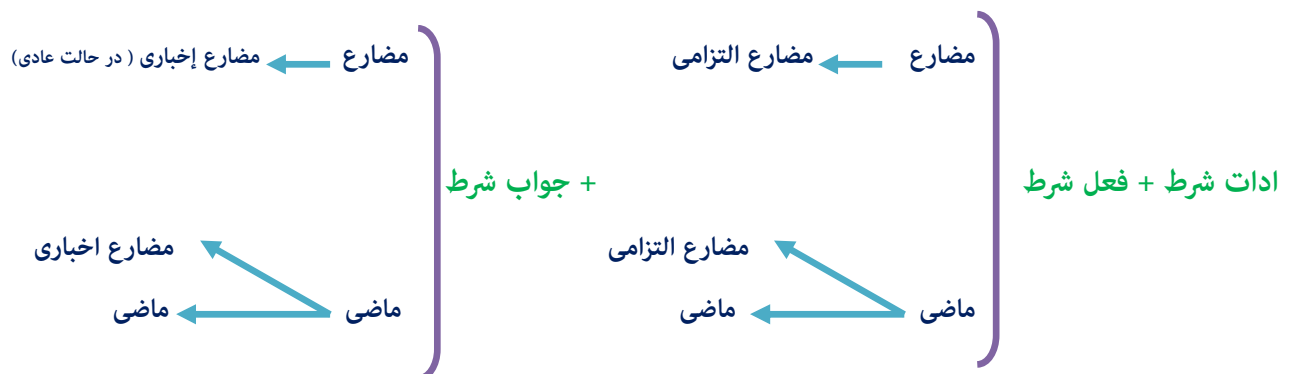 مضارع مضارع التزامی مضارع مضارع إخباری ( در حالت عادی)
ادات شرط + فعل شرط + جواب شرط
مضارع التزامی مضارع اخباری
ماضی ماضی ماضی ماضی